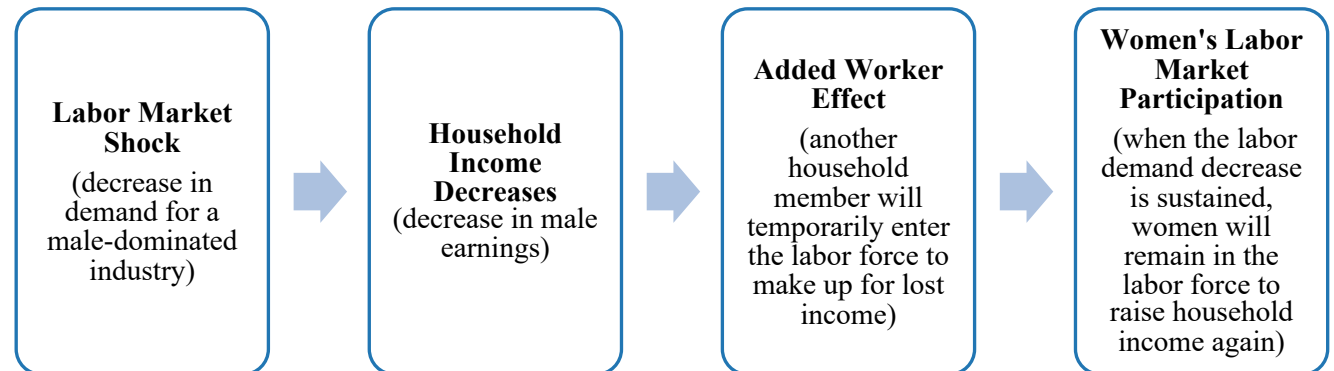 Labor Market
Shock
(decrease in
demand for a
male-dominated
industry)
Household
Income
Decreases
(decrease in male
earnings)
Added Worker
Effect
(another
household
member will
temporarily enter
the labor force to
make up for lost
income)
Women's Labor
Market
Participation
(when the labor
demand decrease
is sustained,
women will
remain in the
labor force to
raise household
income again)